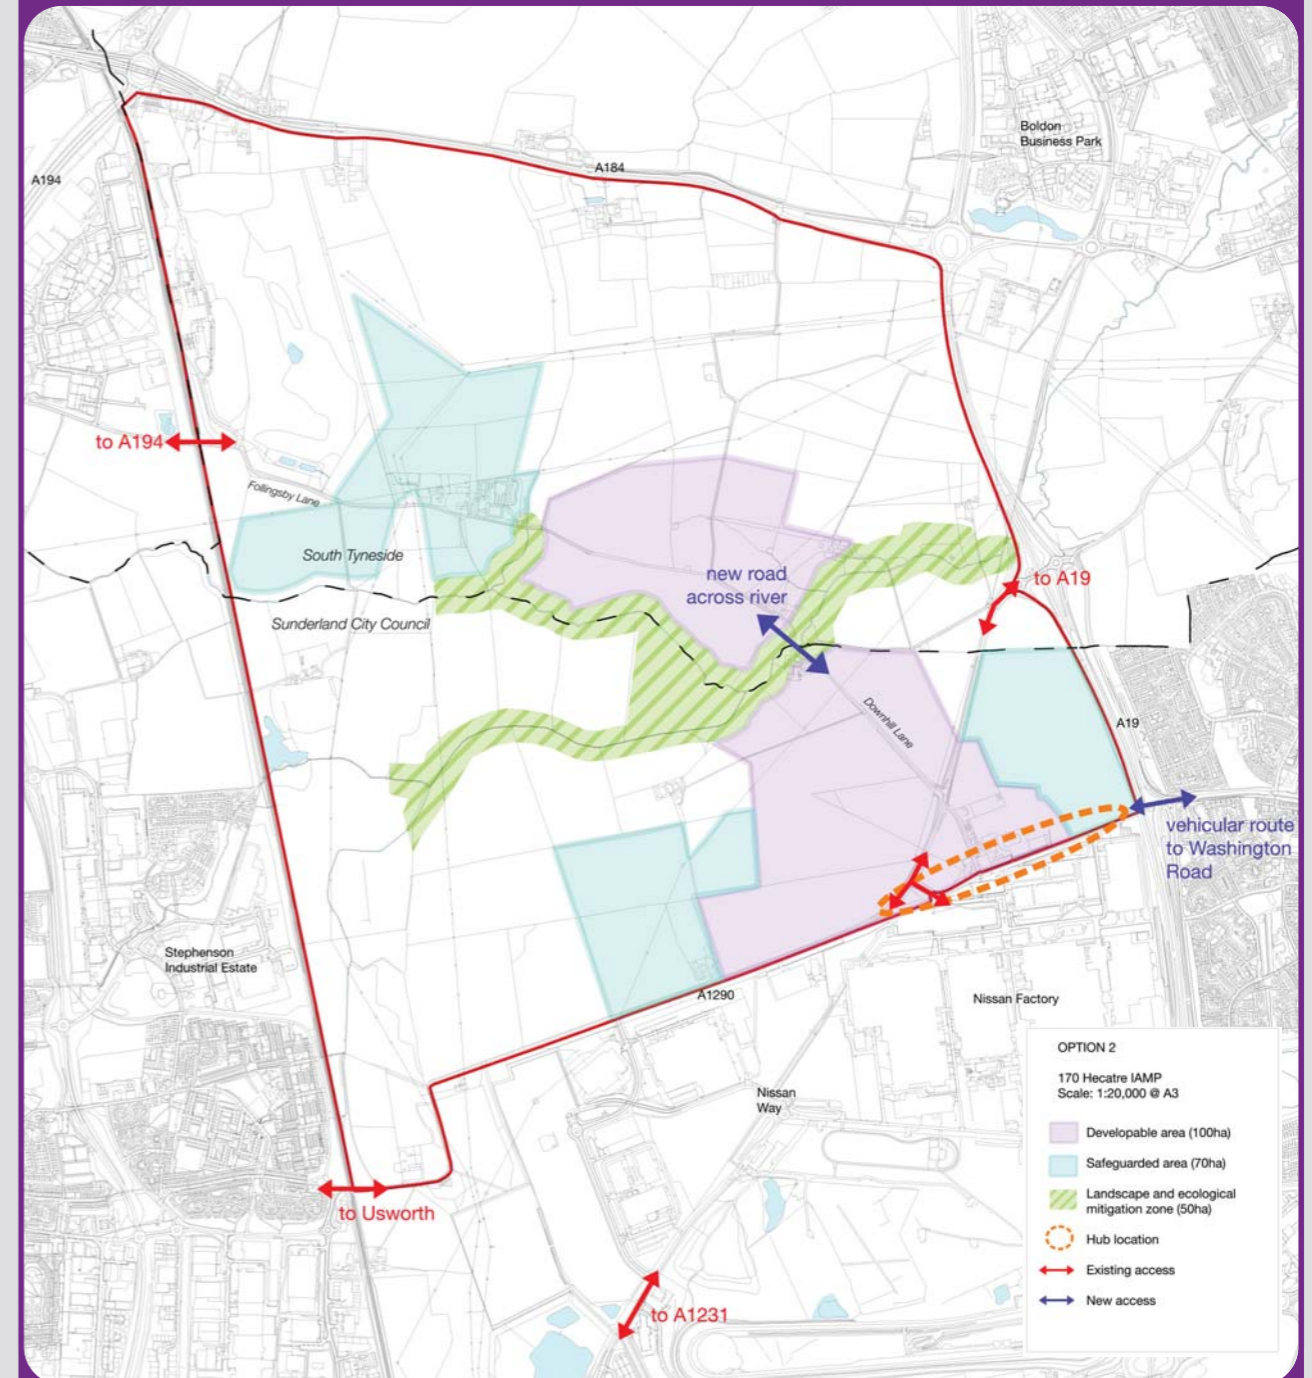 Boldon
Business Park
A184
A194
to A194
Follingsby Lane
South Tyneside
new road
across river
to A19
Sunderland City Council
Downhill Lane
A19
vehicular route
to Washington
Road
Stephenson
Industrial Estate
A1290
Nissan Factory
Nissan
Way
to Usworth
to A1231
OPTION 2
170 Hecatre IAMP
Scale: 1:20,000 @ A3
Developable area (100ha)
Safeguarded area (70ha)
Landscape and ecological
mitigation zone (50ha)
Hub location
Existing access
New access